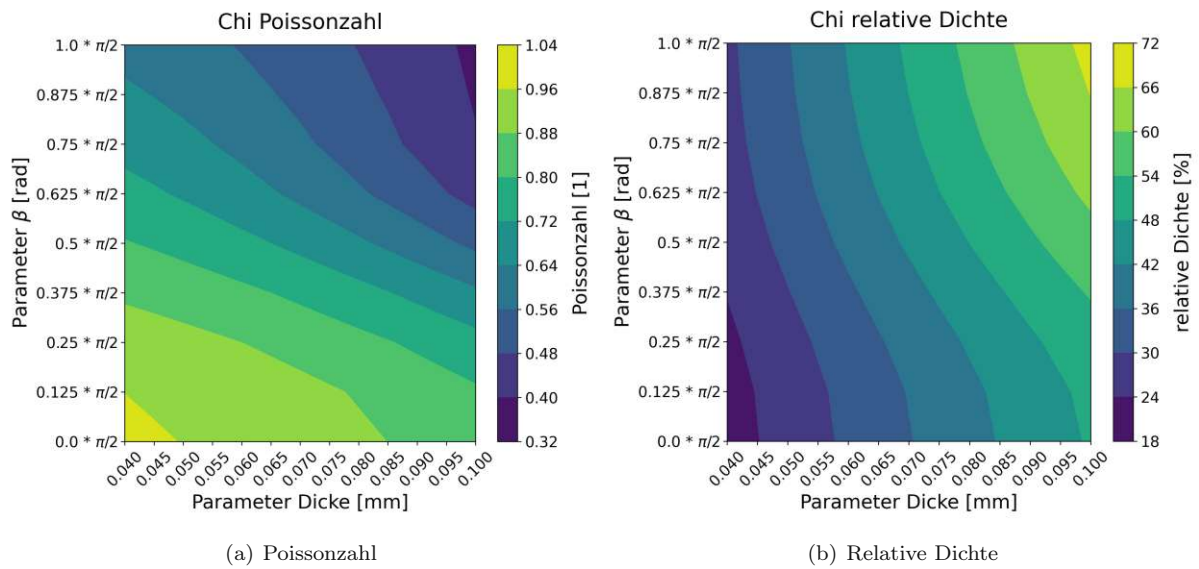 Chi Poissonzahl
1.0 * π/2
0.875 * π/2
0.75 * π/2
0.625 * π/2
0.5 * π/2
0.375 * π/2
0.25 * π/2
0.125 * π/2
0.0 * π/2
Parameter β [rad]
0.040
0.045
0.050
0.055
0.060
0.065
0.070
0.075
0.080
0.085
0.090
0.095
0.100
Parameter Dicke [mm]
1.04
0.96
0.88
0.80
0.72
0.64
0.56
0.48
0.40
0.32
Poissonzahl [1]
(a) Poissonzahl
Chi relative Dichte
1.0 * π/2
0.875 * π/2
0.75 * π/2
0.625 * π/2
0.5 * π/2
0.375 * π/2
0.25 * π/2
0.125 * π/2
0.0 * π/2
Parameter β [rad]
0.040
0.045
0.050
0.055
0.060
0.065
0.070
0.075
0.080
0.085
0.090
0.095
0.100
Parameter Dicke [mm]
72
66
60
54
48
42
36
30
24
18
relative Dichte [%]
(b) Relative Dichte